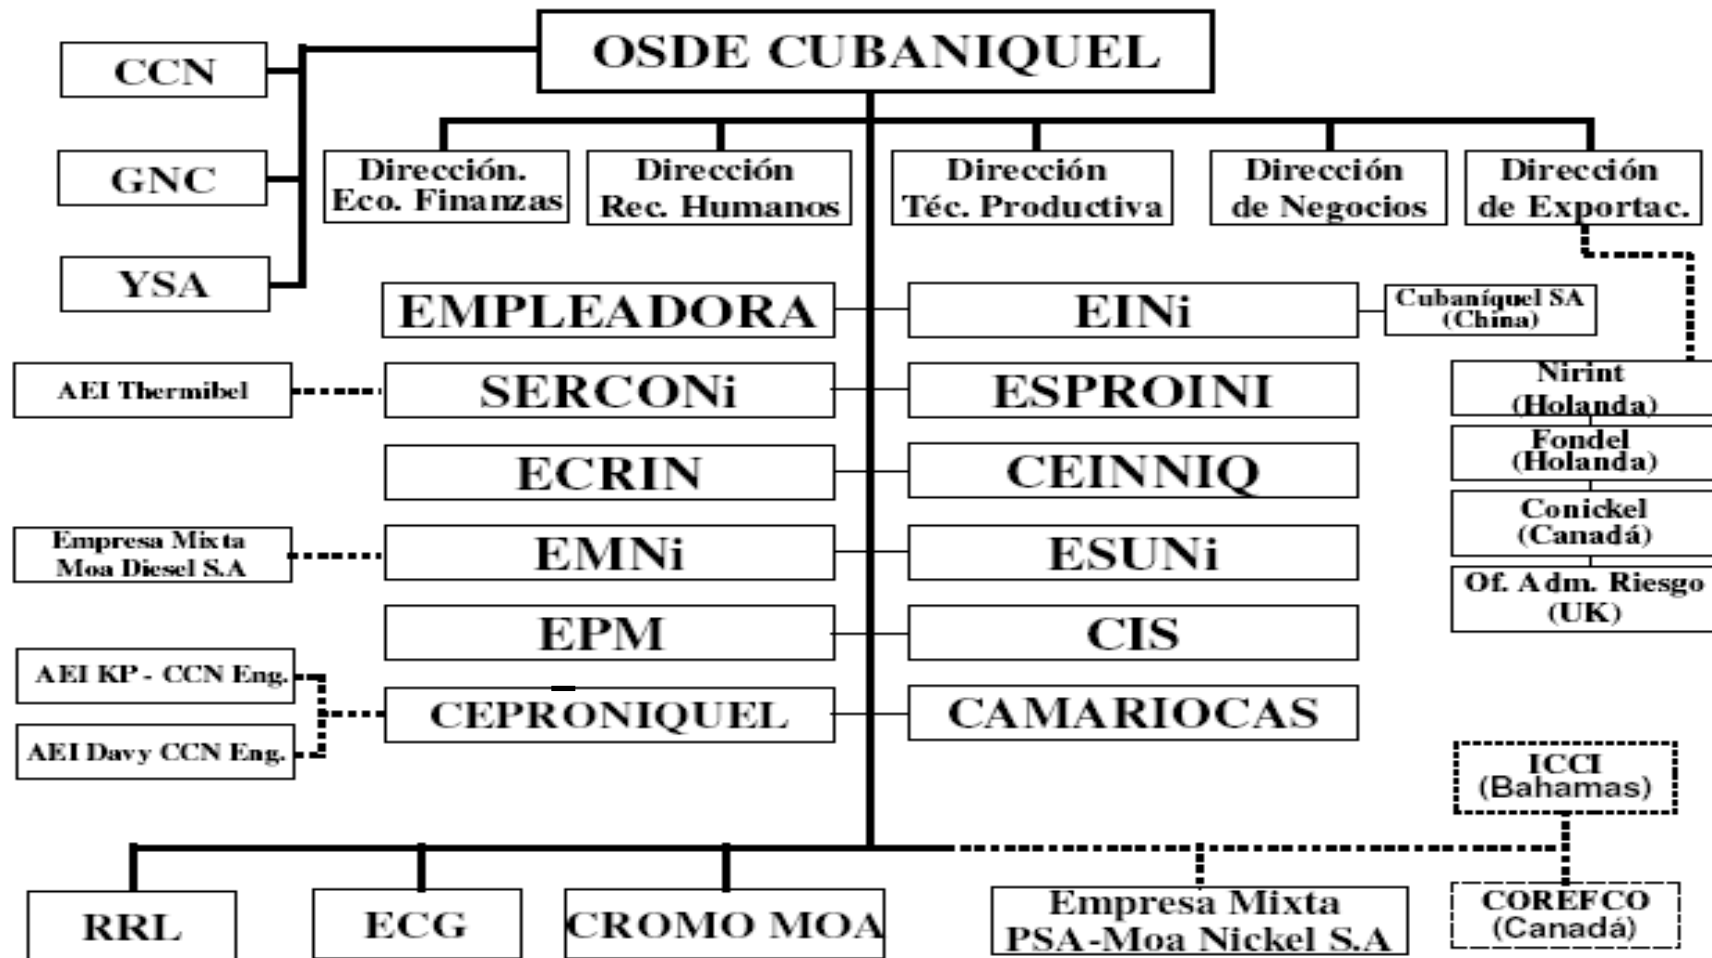 OSDE CUBANIQUEL
CCN
GNC
YSA
Dirección.
Eco. Finanzas
Dirección
Rec. Humanos
Dirección
Téc. Productiva
Dirección
de Negocios
Dirección
de Exportac.
EMPLEADORA
EINi
Cubaníquel SA
(China)
AEI Thermibel
SERCONi
ESPROINI
Nirint
(Holanda)
Fondel
(Holanda)
Conickel
(Canadá)
Of. Adm. Riesgo
(UK)
ECRIN
CEINNIQ
Empresa Mixta
Moa Diesel S.A
EMNi
ESUNi
EPM
CIS
AEI KP - CCN Eng.
AEI Davy CCN Eng.
CEPRONIQUEL
CAMARIOCAS
ICCI
(Bahamas)
RRL
ECG
CROMO MOA
Empresa Mixta
PSA-Moa Nickel S.A
COREFCO
(Canadá)